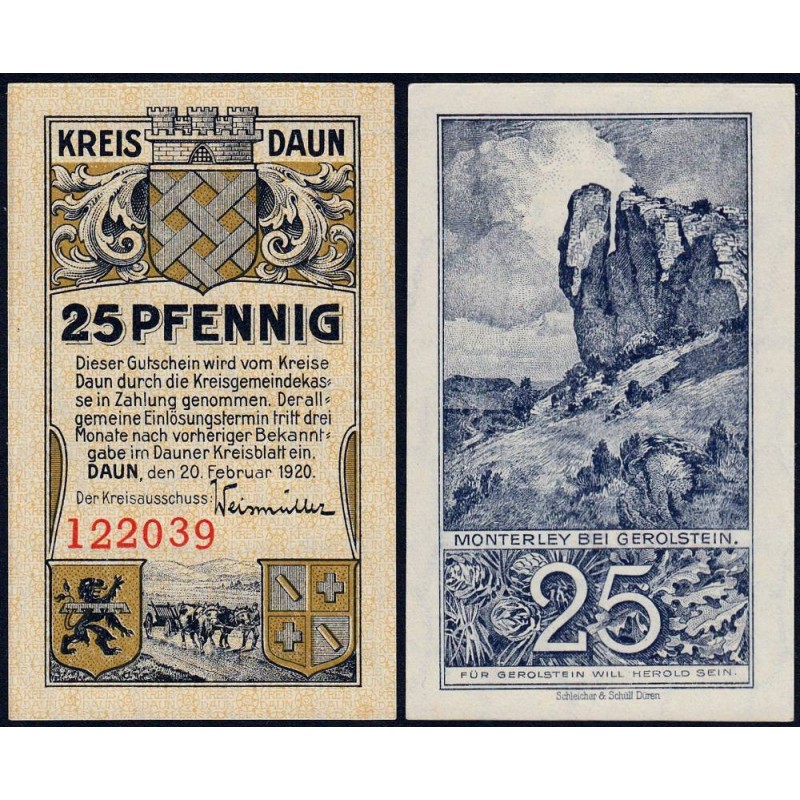 KREIS DAUN
25 PFENNIG
Dieser Gutschein wird vom Kreise
Daun durch die Kreisgemeindekas=
se in Zahlung genommen. Der all=
gemeine Einlösungstermin tritt drei
Monate nach vorheriger Bekannt=
gabe im Dauner Kreisblatt ein.
DAUN, den 20. Februar 1920.
Der Kreisausschuss: Weismüller
122039
MONTERLEY BEI GEROLSTEIN.
25
FÜR GEROLSTEIN WILL HEROLD SEIN.
Schleicher & Schüll Düren